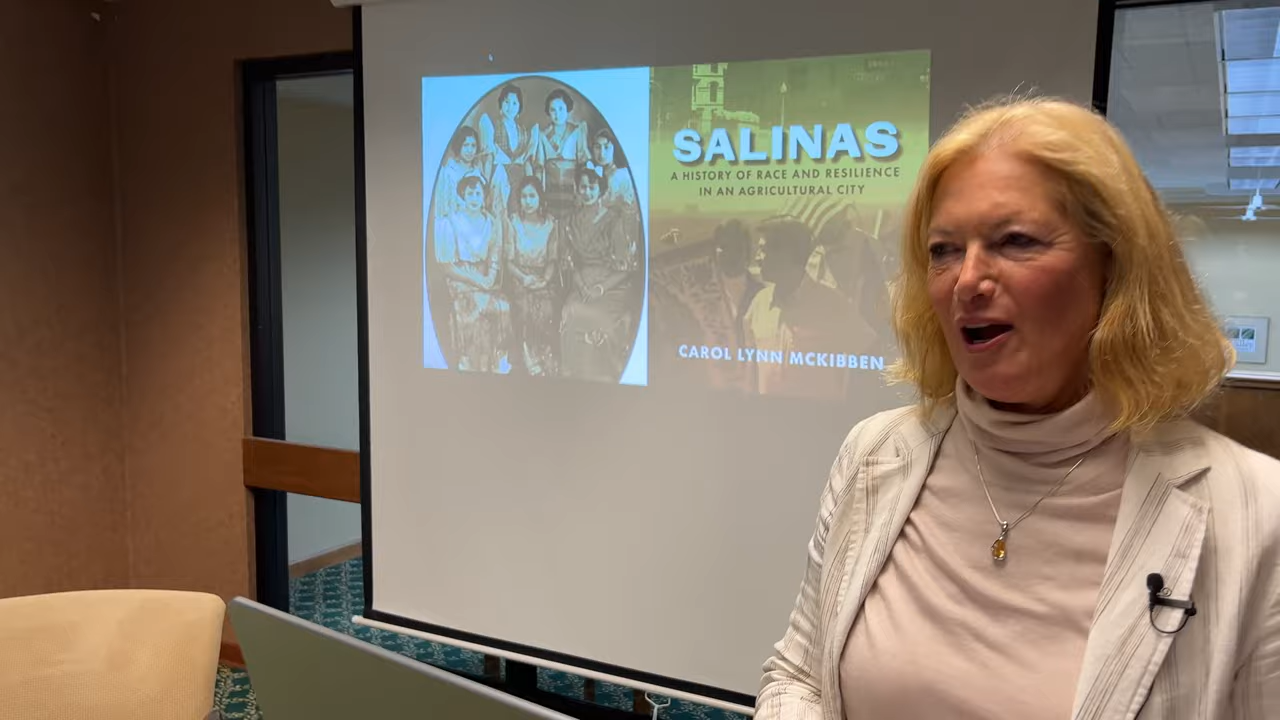 SALINAS
A HISTORY OF RACE AND RESILIENCE
IN AN AGRICULTURAL CITY
CAROL LYNN MCKIBBEN